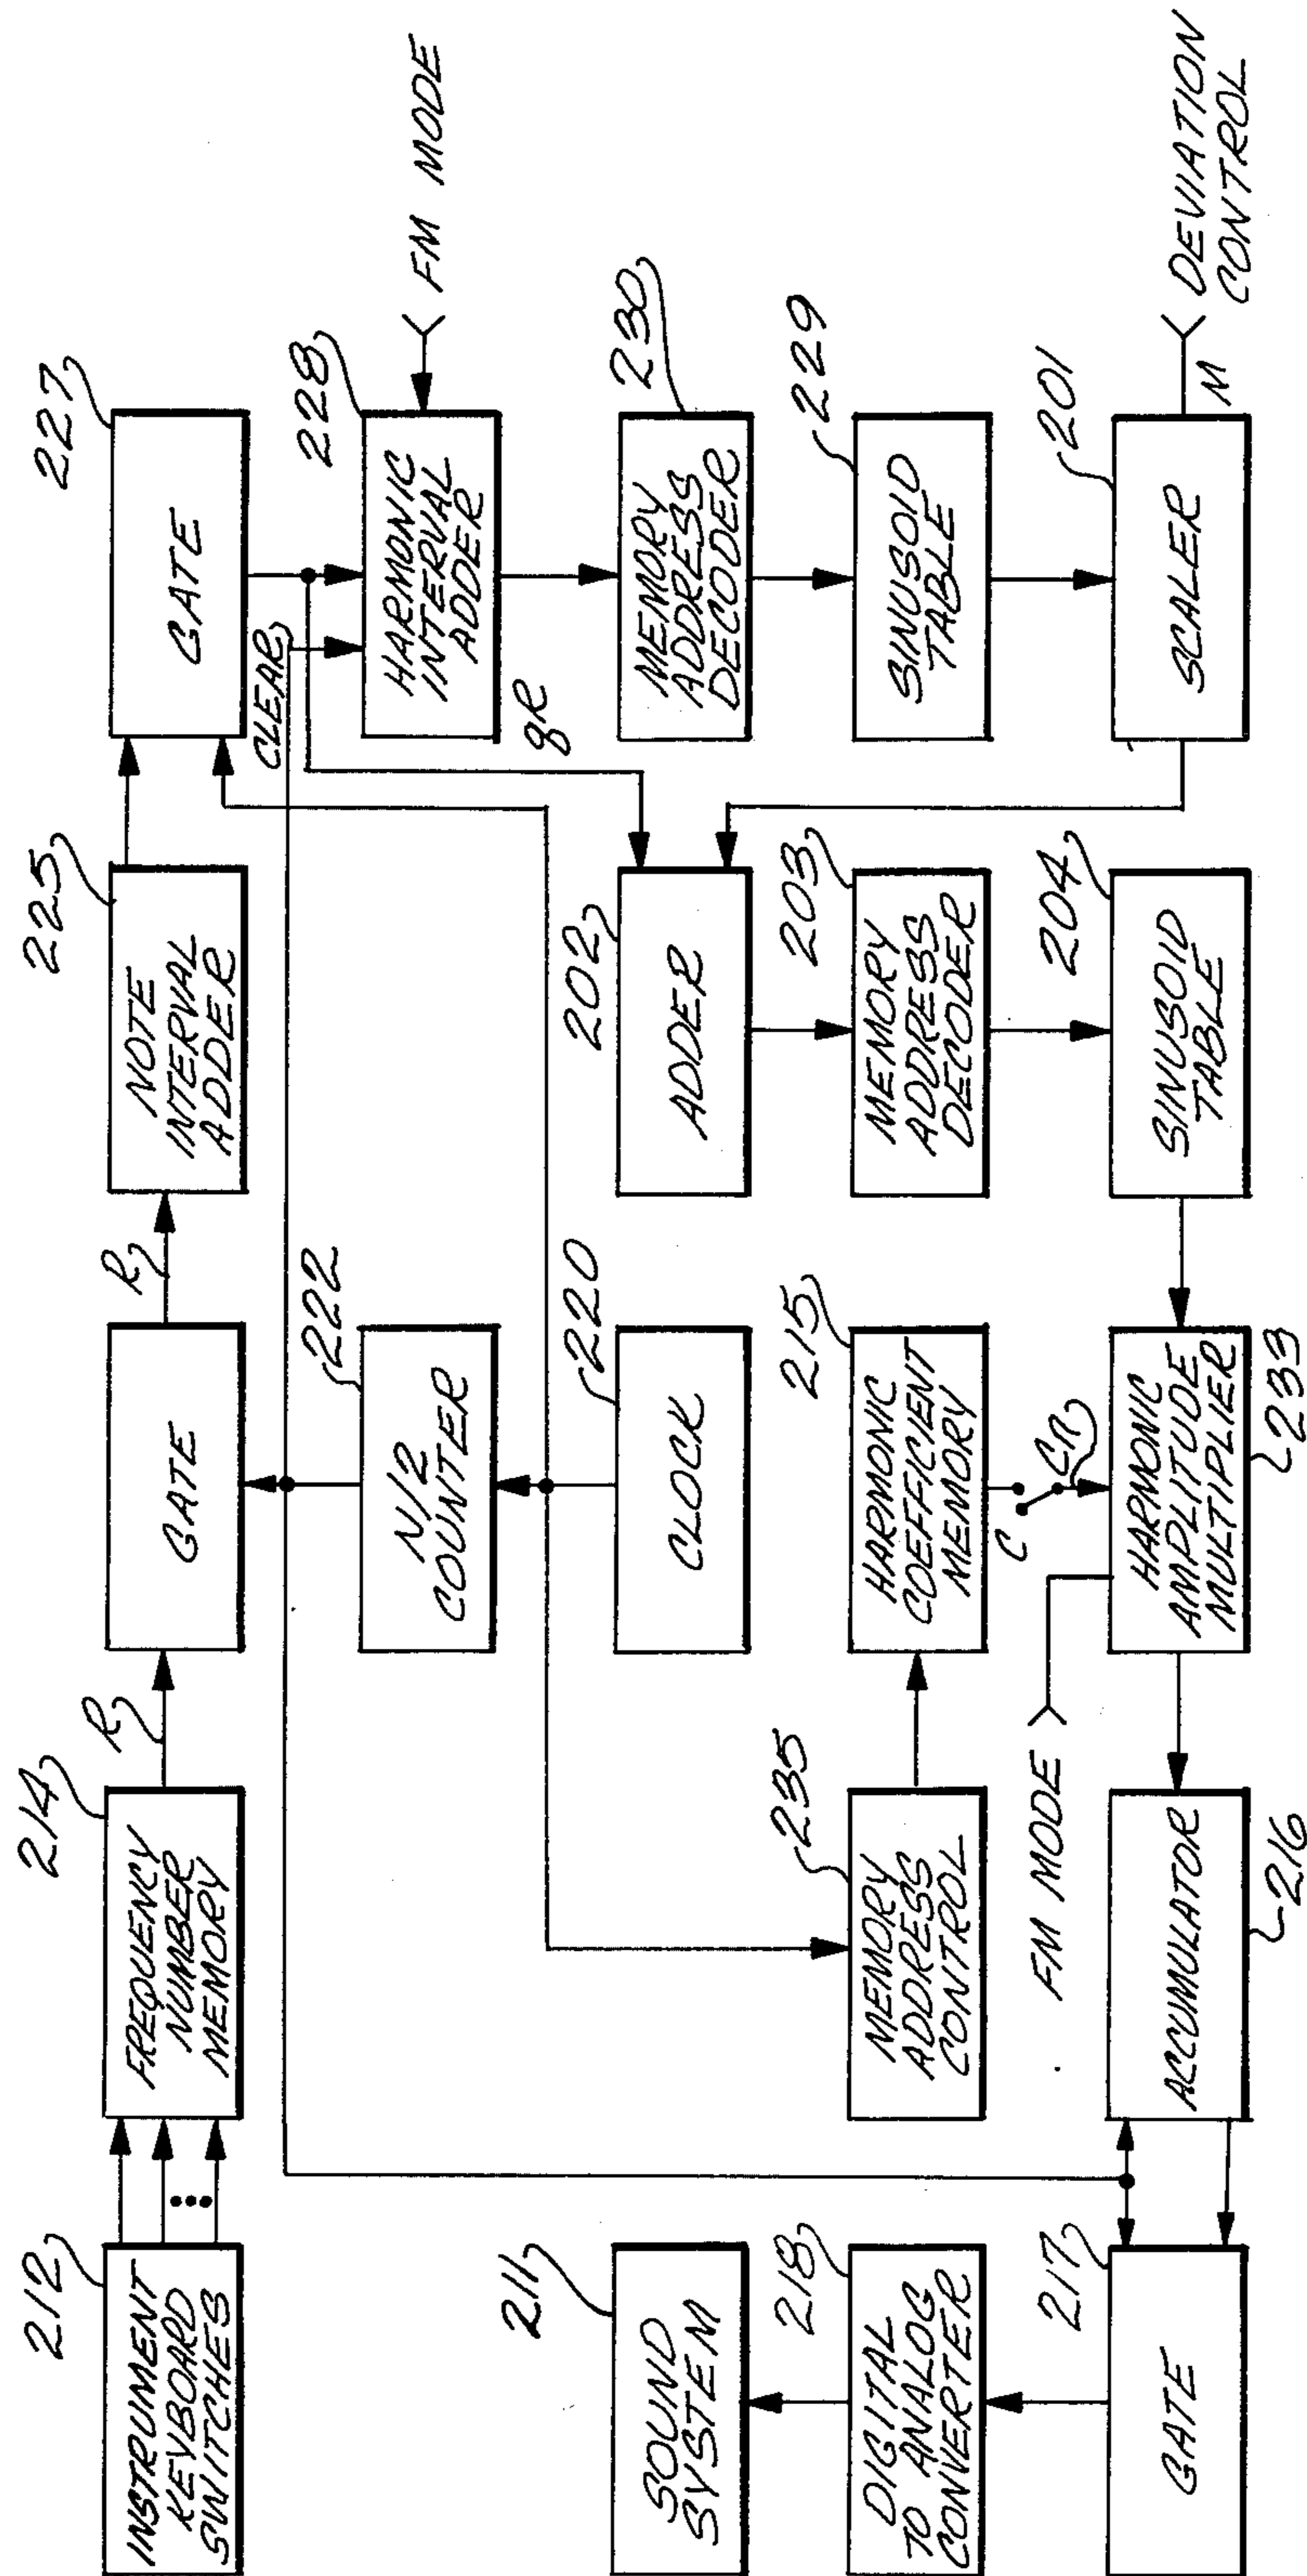 212
INSTRUMENT
KEYBOARD
SWITCHES
214
FREQUENCY
NUMBER
MEMORY
R
GATE
R
225
NOTE
INTERVAL
ADDER
227
GATE
CLEAR
222
N/2
COUNTER
228
HARMONIC
INTERVAL
ADDER
FM MODE
qR
211
SOUND
SYSTEM
220
CLOCK
202
ADDER
230
MEMORY
ADDRESS
DECODER
218
DIGITAL
TO ANALOG
CONVERTER
235
MEMORY
ADDRESS
CONTROL
215
HARMONIC
COEFFICIENT
MEMORY
203
MEMORY
ADDRESS
DECODER
229
SINUSOID
TABLE
C
Cn
FM MODE
217
GATE
ACCUMULATOR
216
HARMONIC
AMPLITUDE
MULTIPLIER
233
204
SINUSOID
TABLE
201
SCALER
M
DEVIATION
CONTROL